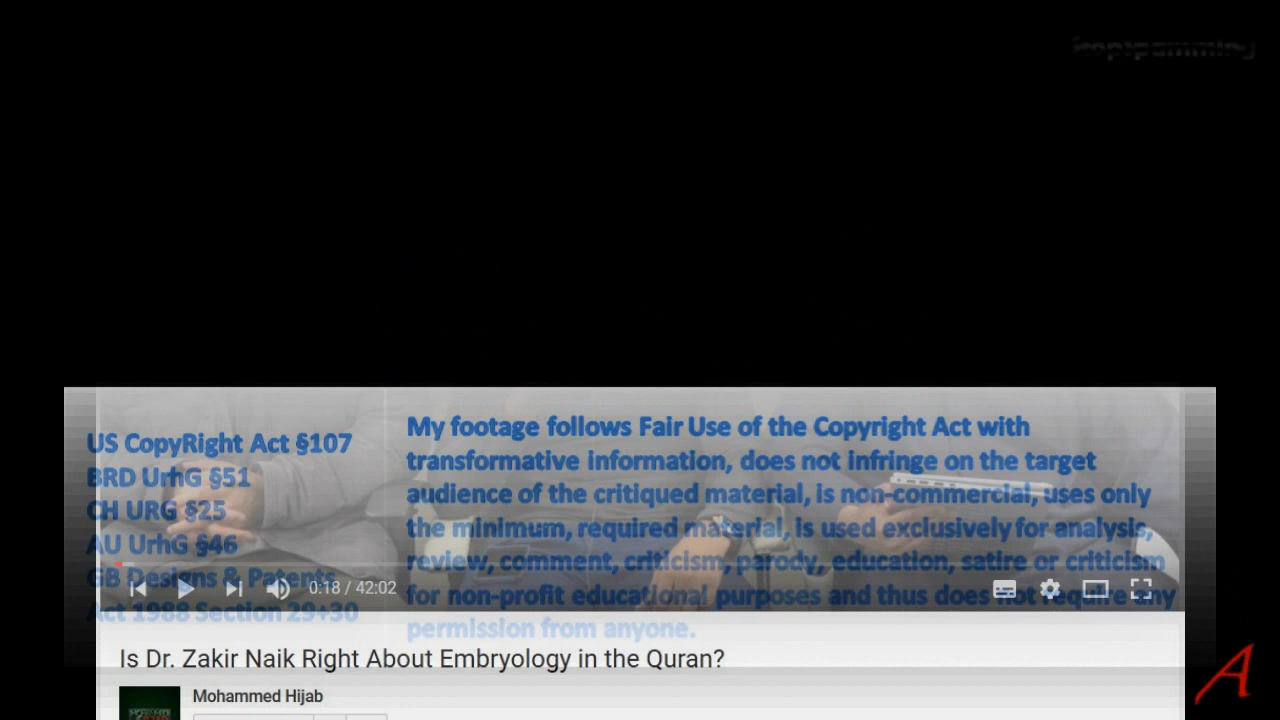 US CopyRight Act §107
BRD UrhG §51
CH URG §25
AU UrhG §46
GB Designs & Patents
Act 1988 Section 29+30
My footage follows Fair Use of the Copyright Act with
transformative information, does not infringe on the target
audience of the critiqued material, is non-commercial, uses only
the minimum, required material, is used exclusively for analysis,
review, comment, criticism, parody, education, satire or criticism
for non-profit educational purposes and thus does not require any
permission from anyone.
0:18 / 42:02
Is Dr. Zakir Naik Right About Embryology in the Quran?
Mohammed Hijab
A